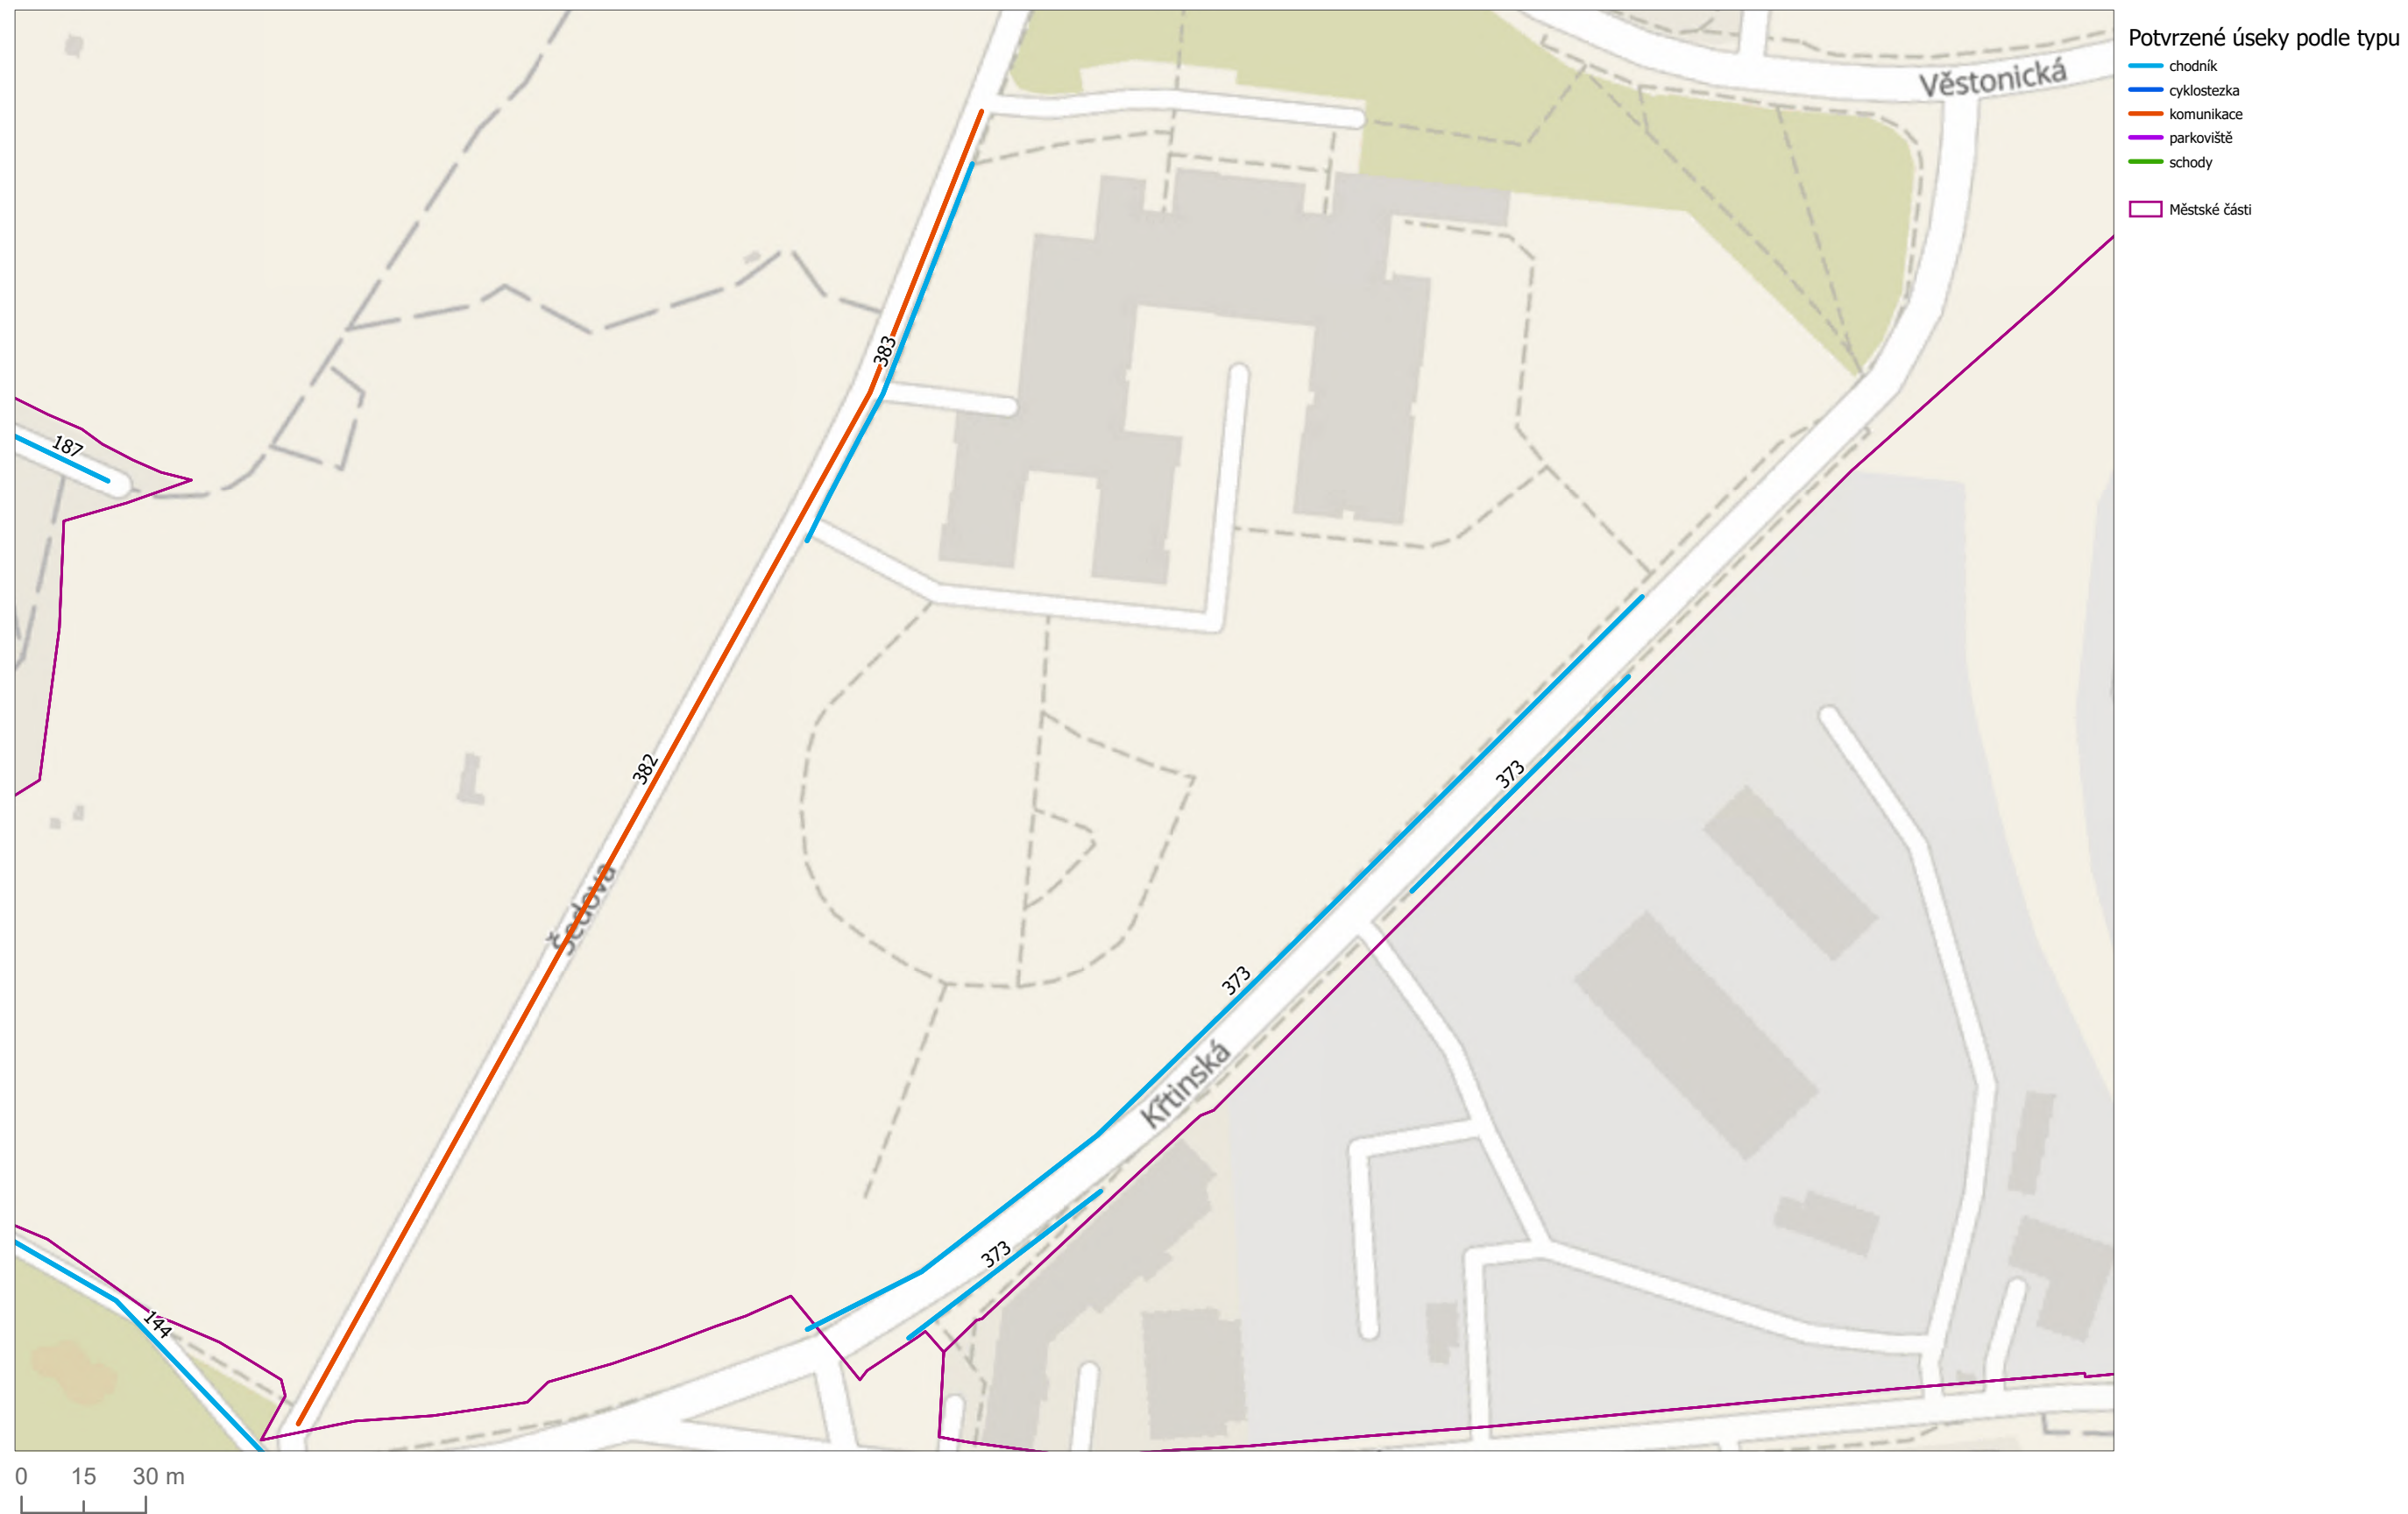 Potvrzené úseky podle typu
chodník
cyklostezka
komunikace
parkoviště
schody
Městské části
Věstonická
383
187
382
373
Šedova
373
Křtinská
373
144
0 15 30 m